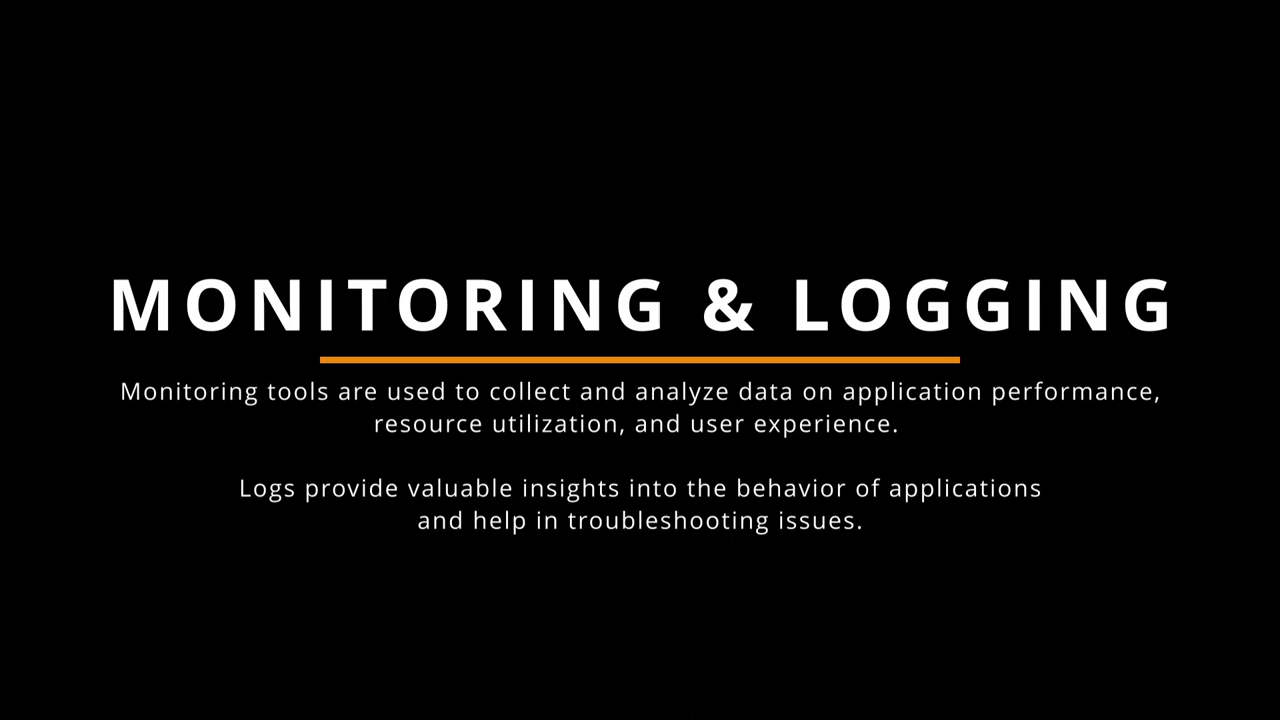 MONITORING & LOGGING
Monitoring tools are used to collect and analyze data on application performance,
resource utilization, and user experience.
Logs provide valuable insights into the behavior of applications
and help in troubleshooting issues.